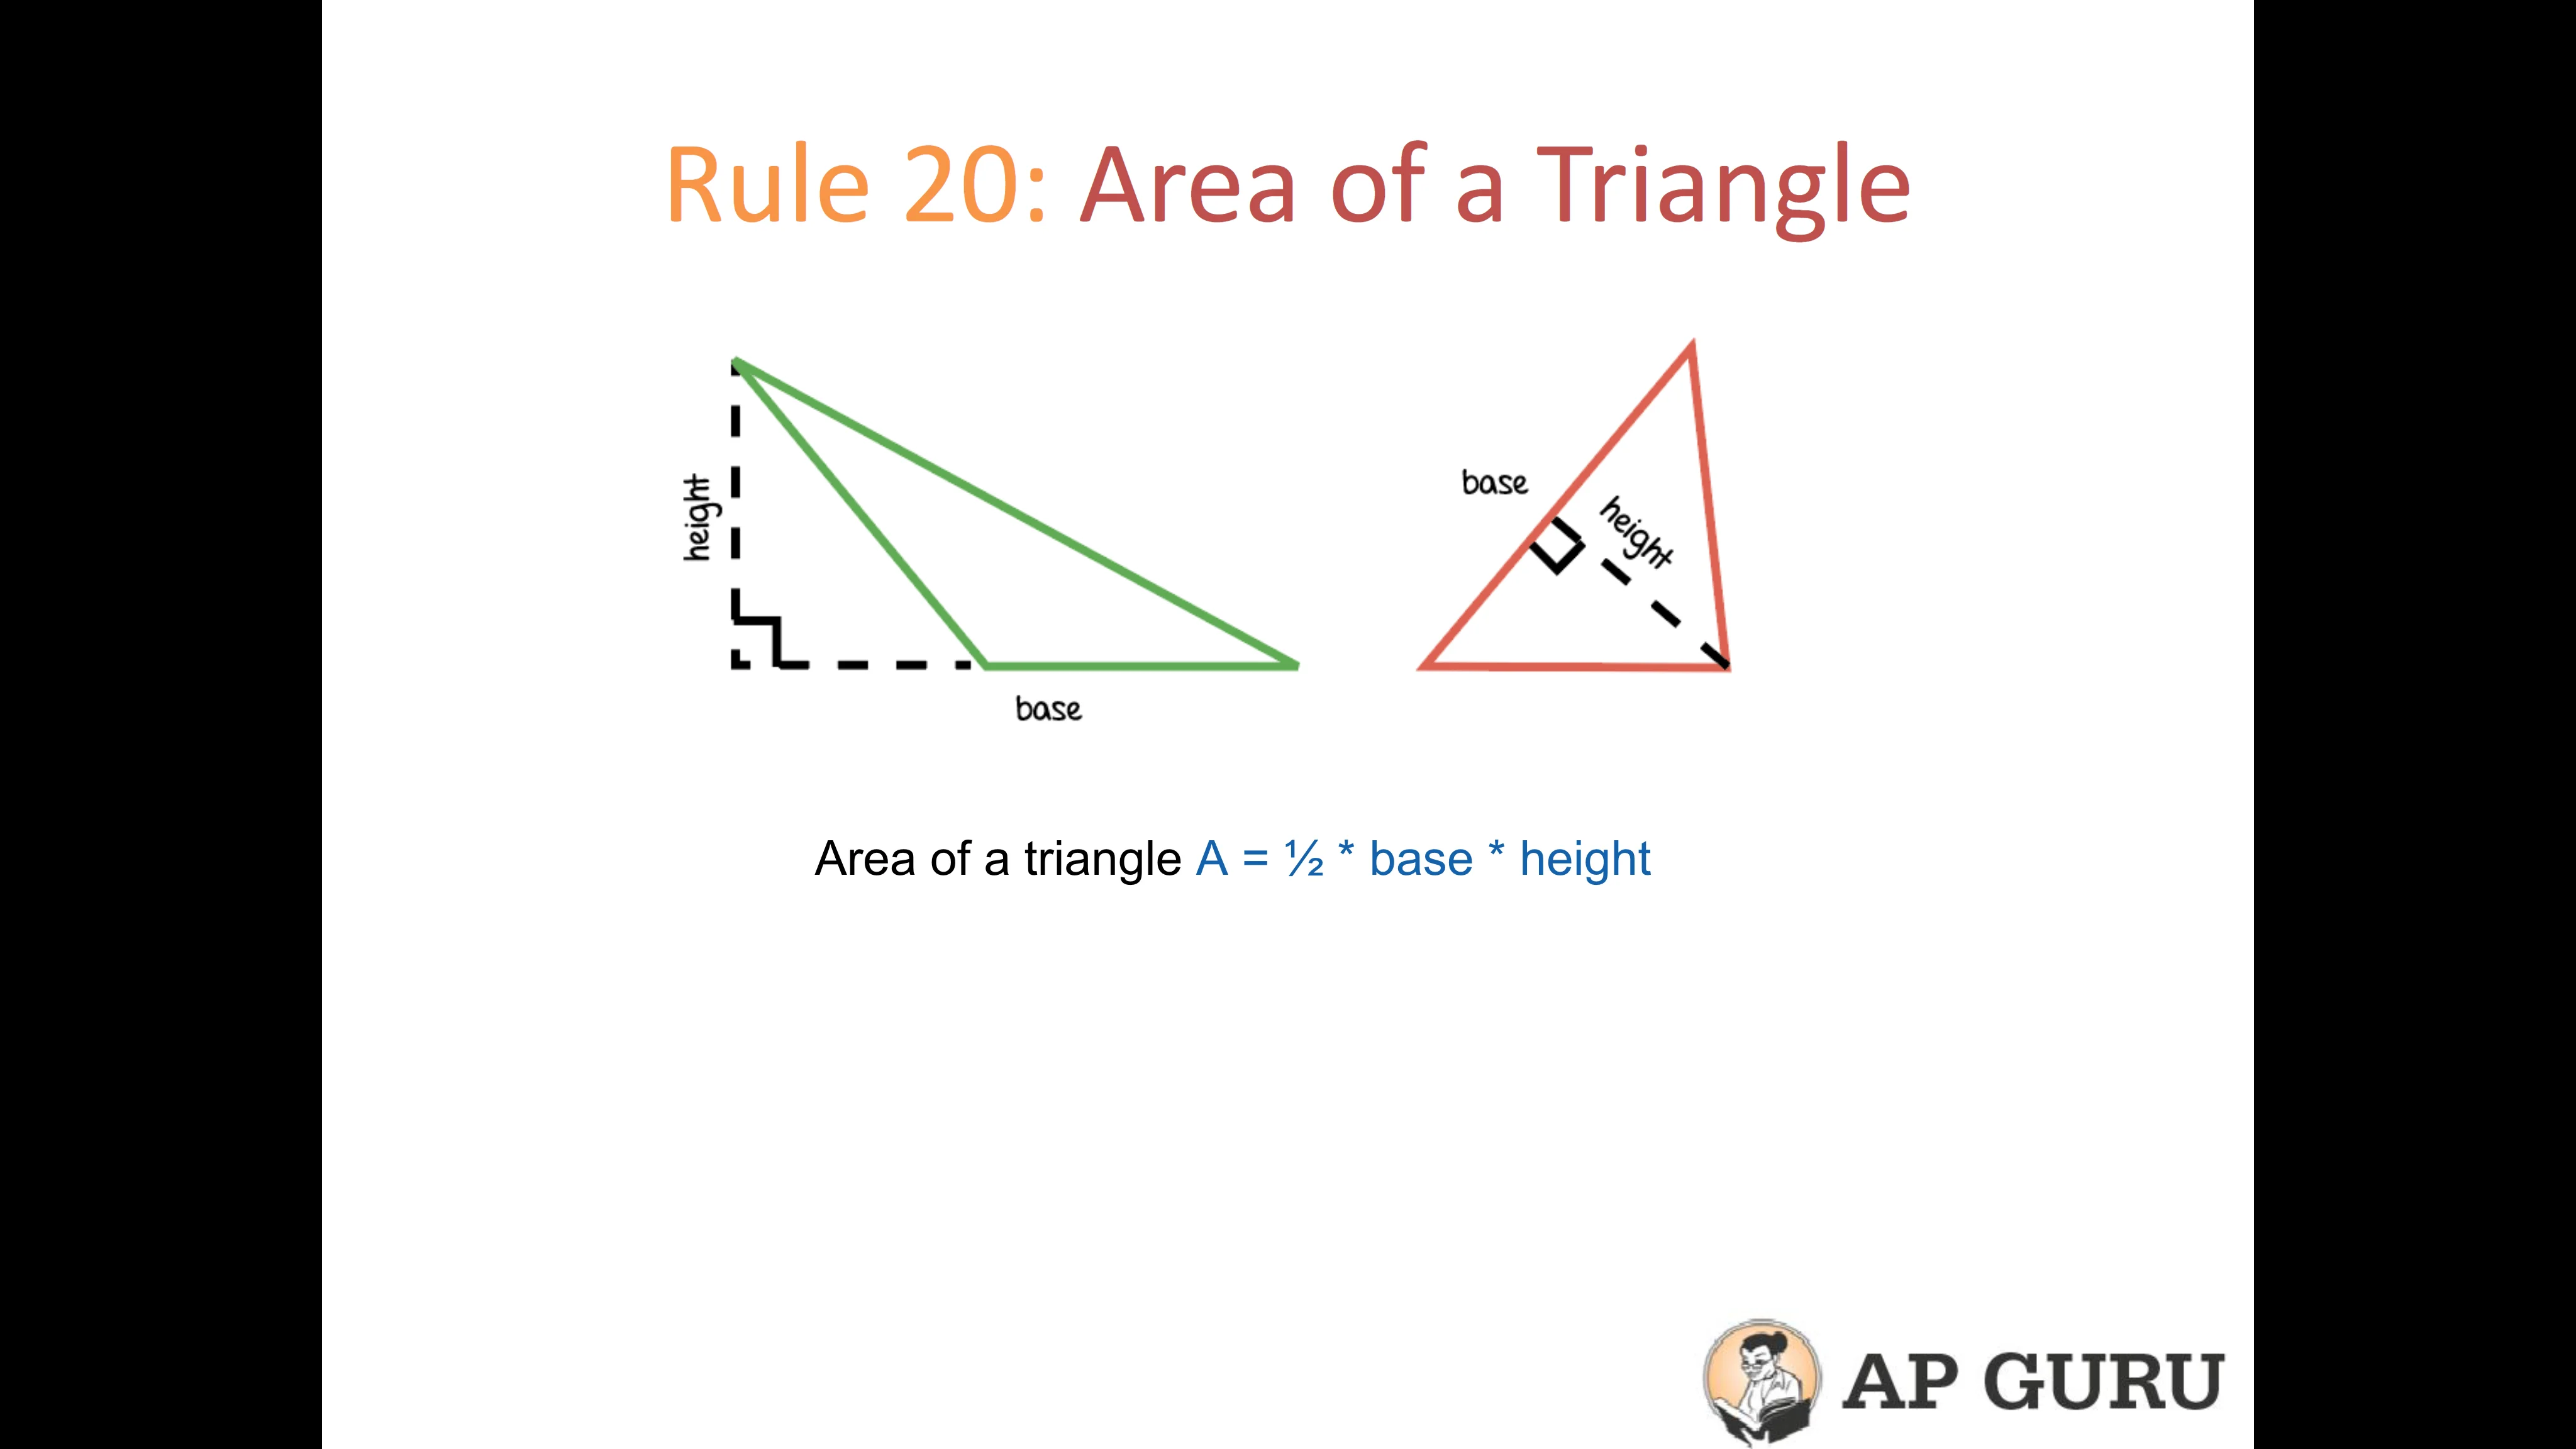 Rule 20: Area of a Triangle
height
base
base
height
Area of a triangle A = ½ * base * height
AP GURU